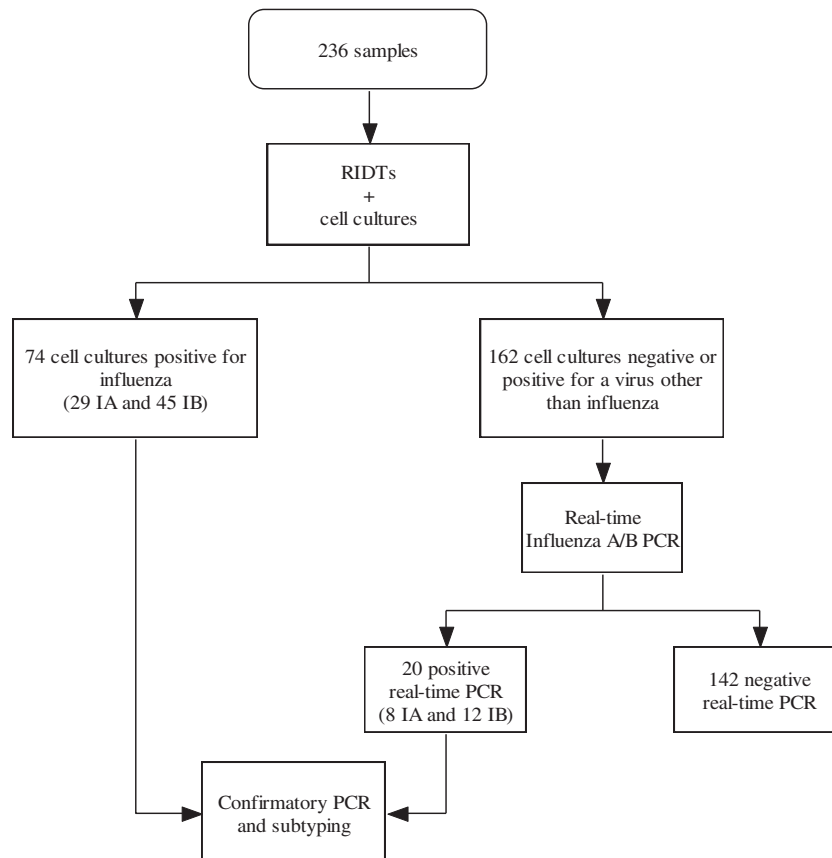 236 samples
RIDTs
+
cell cultures
74 cell cultures positive for
influenza
(29 IA and 45 IB)
162 cell cultures negative or
positive for a virus other
than influenza
Real-time
Influenza A/B PCR
20 positive
real-time PCR
(8 IA and 12 IB)
142 negative
real-time PCR
Confirmatory PCR
and subtyping